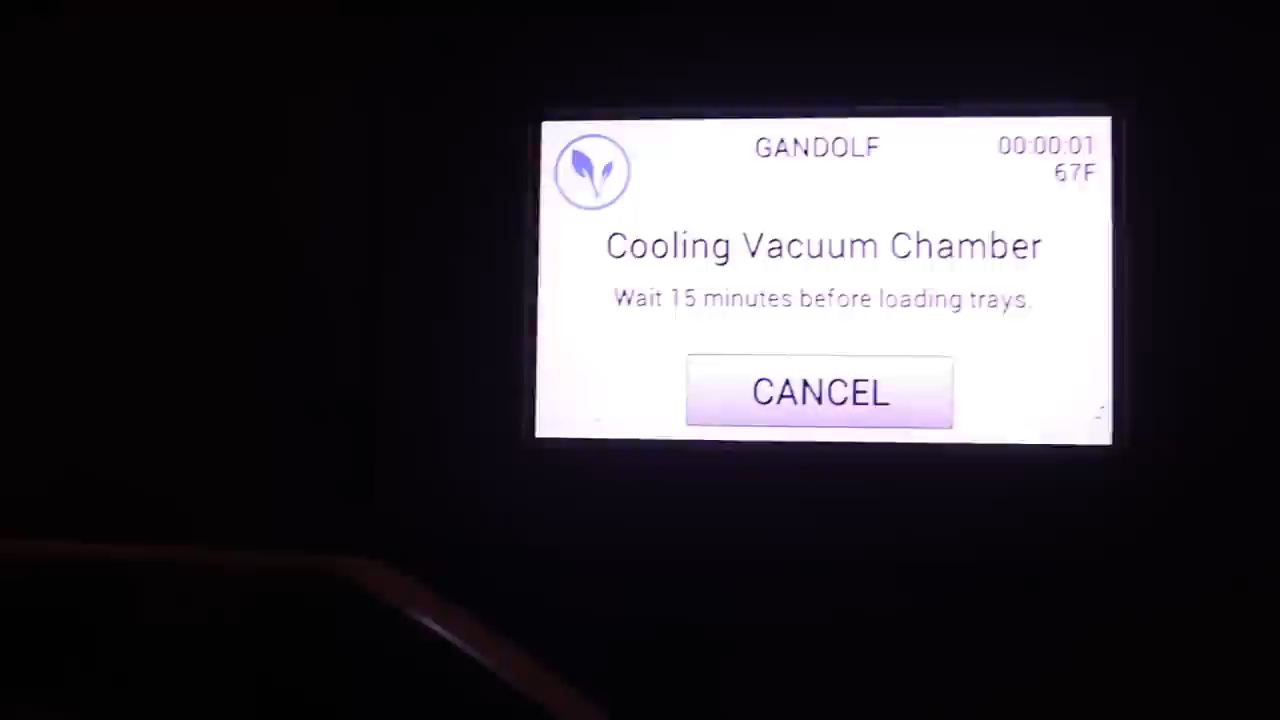 GANDOLF
00:00:01
67F
Cooling Vacuum Chamber
Wait 15 minutes before loading trays.
CANCEL